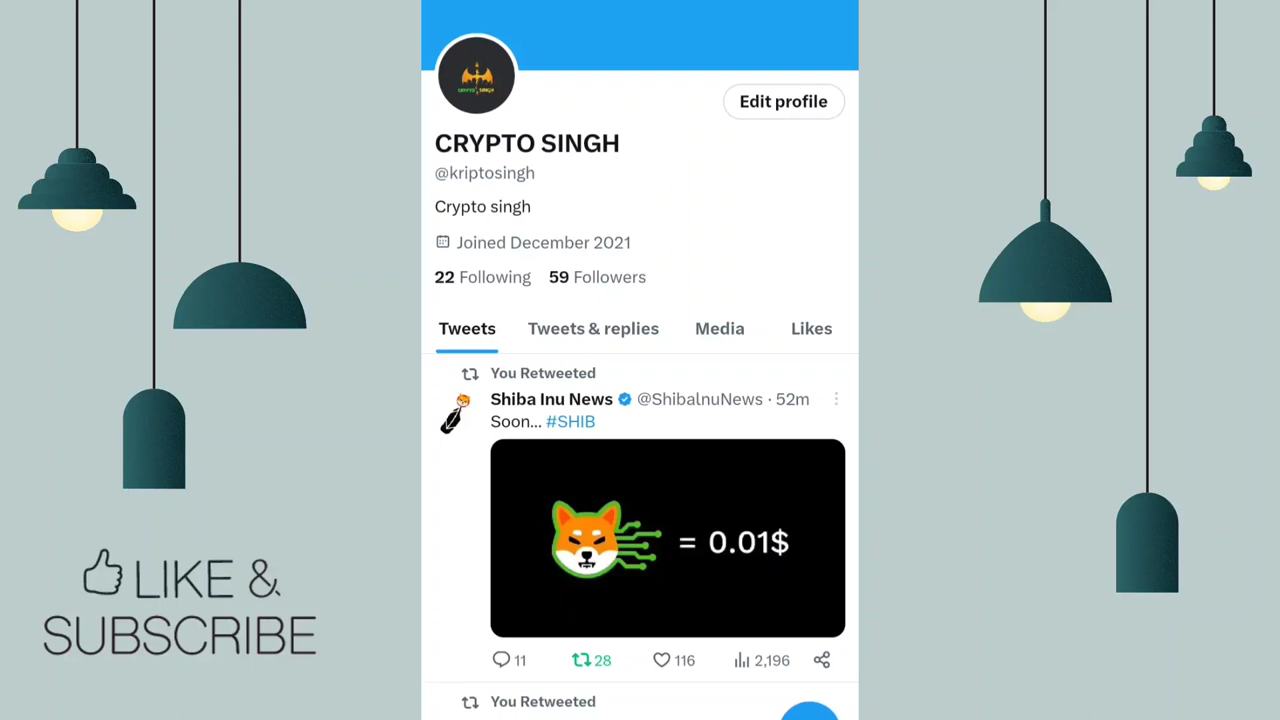 CRYPTO SINGH
Edit profile
CRYPTO SINGH
@kriptosingh
Crypto singh
Joined December 2021
22 Following 59 Followers
Tweets Tweets & replies Media Likes
You Retweeted
Shiba Inu News @ShibaInuNews · 52m
Soon... #SHIB
= 0.01$
11 28 116 2,196
You Retweeted
LIKE &
SUBSCRIBE